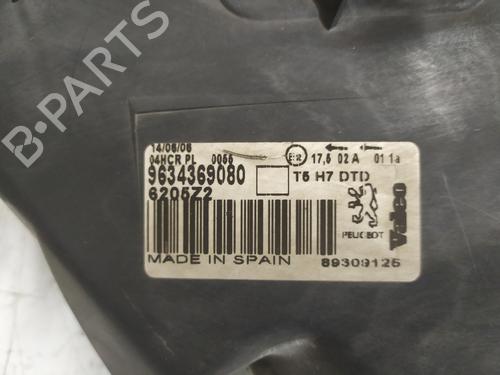 14/06/06
04HCR PL 0055 E2 17,5 02 A 01 1a
9634369080 T5 H7 DTD
6205Z2
PEUGEOT Valeo
MADE IN SPAIN 89309125
B-PARTS